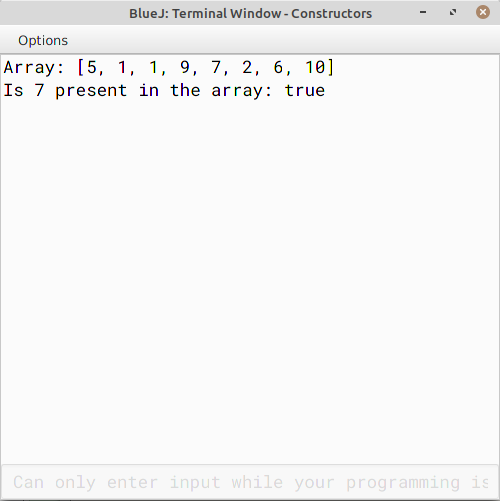 BlueJ: Terminal Window - Constructors
Options
Array: [5, 1, 1, 9, 7, 2, 6, 10]
Is 7 present in the array: true
Can only enter input while your programming is